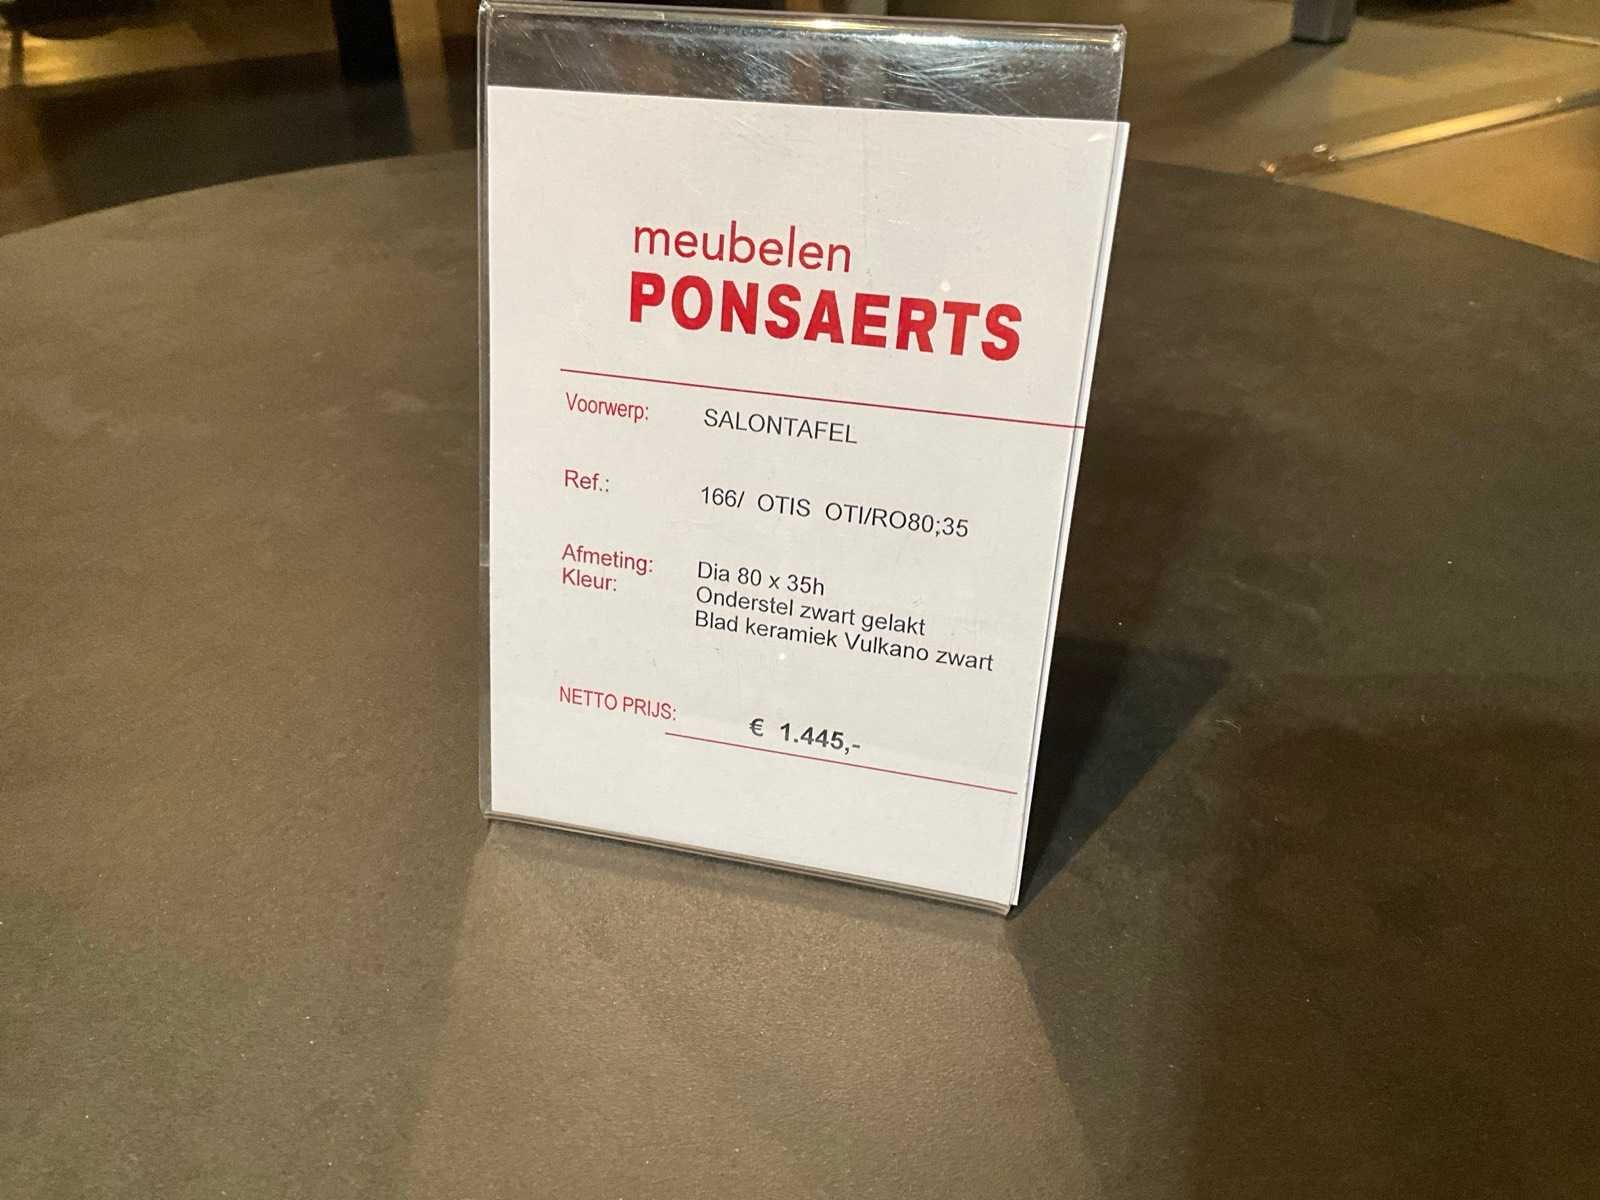 meubelen
PONSAERTS
Voorwerp: SALONTAFEL
Ref.: 166/ OTIS OTI/RO80;35
Afmeting: Dia 80 x 35h
Kleur: Onderstel zwart gelakt
Blad keramiek Vulkano zwart
NETTO PRIJS: € 1.445,-